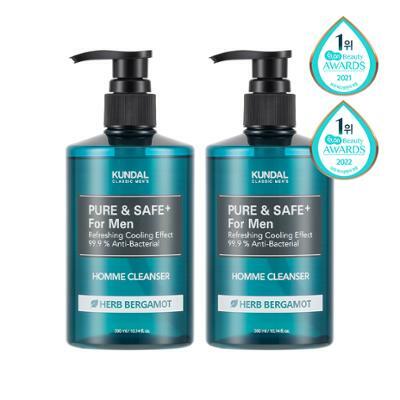 1위
Beauty
AWARDS
2021
1위
Beauty
AWARDS
2022
KUNDAL
CLASSIC MEN'S
PURE & SAFE+
For Men
Refreshing Cooling Effect
99.9 % Anti-Bacterial
HOMME CLEANSER
HERB BERGAMOT
KUNDAL
CLASSIC MEN'S
PURE & SAFE+
For Men
Refreshing Cooling Effect
99.9 % Anti-Bacterial
HOMME CLEANSER
HERB BERGAMOT